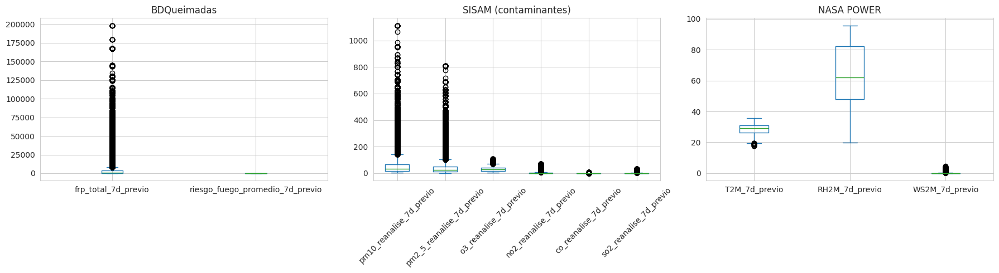 BDQueimadas
200000
175000
150000
125000
100000
75000
50000
25000
0
frp_total_7d_previo
riesgo_fuego_promedio_7d_previo
SISAM (contaminantes)
1000
800
600
400
200
0
pm10_reanalise_7d_previo
pm2_5_reanalise_7d_previo
o3_reanalise_7d_previo
no2_reanalise_7d_previo
co_reanalise_7d_previo
so2_reanalise_7d_previo
NASA POWER
100
80
60
40
20
0
T2M_7d_previo
RH2M_7d_previo
WS2M_7d_previo